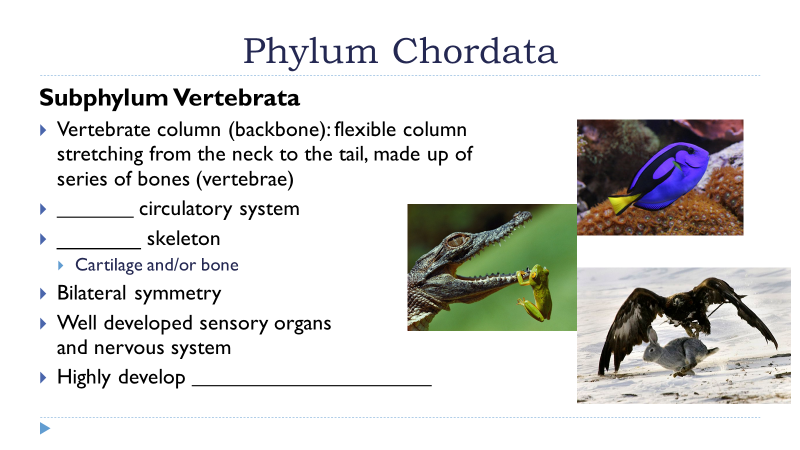 Phylum Chordata
Subphylum Vertebrata
Vertebrate column (backbone): flexible column
stretching from the neck to the tail, made up of
series of bones (vertebrae)
_______ circulatory system
________ skeleton
Cartilage and/or bone
Bilateral symmetry
Well developed sensory organs
and nervous system
Highly develop ______________________